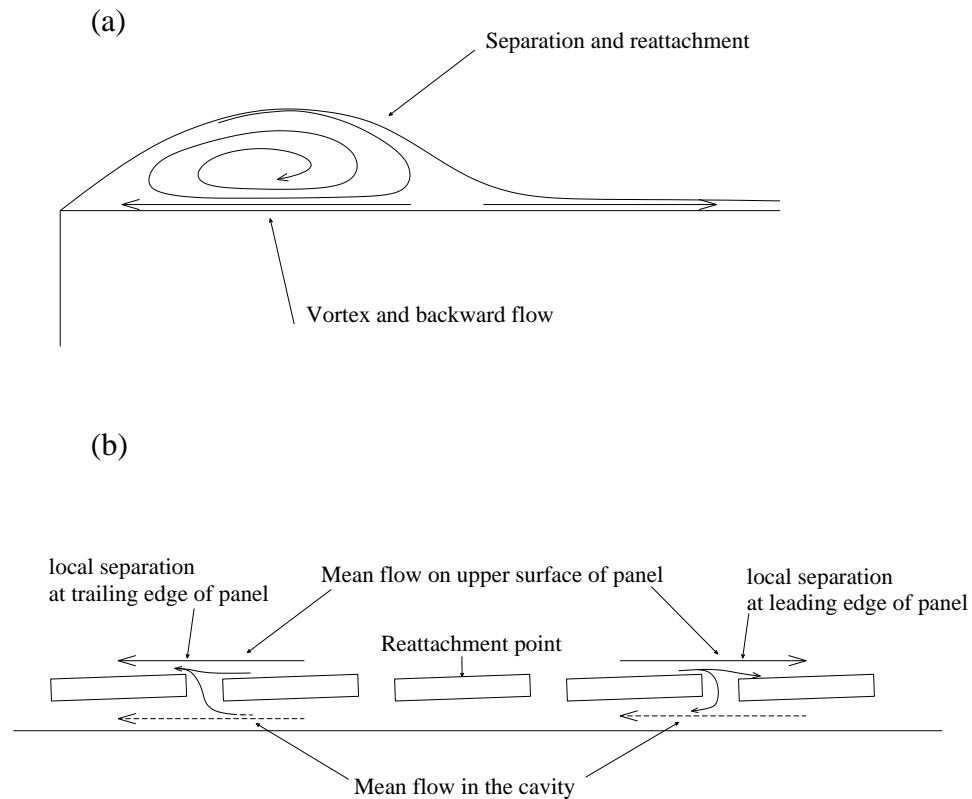 (a)
Separation and reattachment
Vortex and backward flow
(b)
local separation
at trailing edge of panel
Mean flow on upper surface of panel
local separation
at leading edge of panel
Reattachment point
Mean flow in the cavity